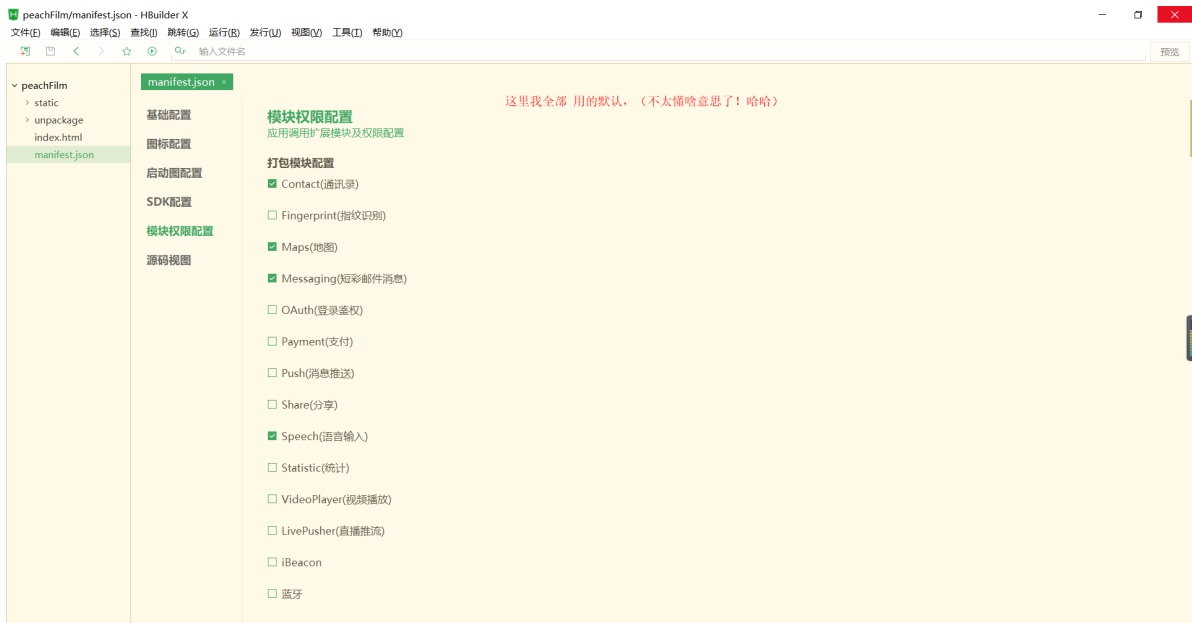 peachFilm/manifest.json - HBuilder X
文件(F) 编辑(E) 选择(S) 查找(I) 跳转(G) 运行(R) 发行(U) 视图(V) 工具(T) 帮助(Y)
输入文件名 预览
peachFilm
static
unpackage
index.html
manifest.json
manifest.json ×
基础配置
图标配置
启动图配置
SDK配置
模块权限配置
源码视图
这里我全部 用的默认，（不太懂啥意思了！哈哈）
模块权限配置
应用调用扩展模块及权限配置
打包模块配置
Contact(通讯录)
Fingerprint(指纹识别)
Maps(地图)
Messaging(短彩邮件消息)
OAuth(登录鉴权)
Payment(支付)
Push(消息推送)
Share(分享)
Speech(语音输入)
Statistic(统计)
VideoPlayer(视频播放)
LivePusher(直播推流)
iBeacon
蓝牙